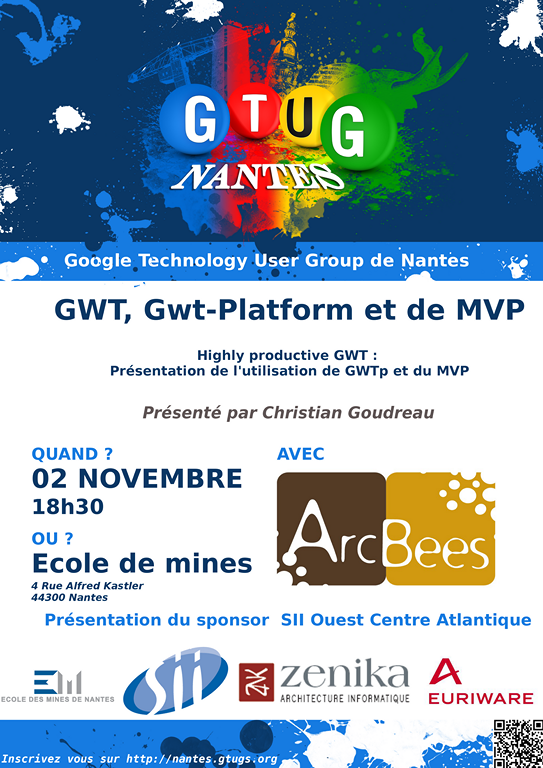 GTUG
NANTES
Google Technology User Group de Nantes
GWT, Gwt-Platform et de MVP
Highly productive GWT :
Présentation de l'utilisation de GWTp et du MVP
Présenté par Christian Goudreau
QUAND ?
02 NOVEMBRE
18h30
OU ?
Ecole de mines
4 Rue Alfred Kastler
44300 Nantes
AVEC
ArcBees
Présentation du sponsor SII Ouest Centre Atlantique
EM
ECOLE DES MINES DE NANTES
sii
zenika
ARCHITECTURE INFORMATIQUE
EURIWARE
Inscrivez vous sur http://nantes.gtugs.org